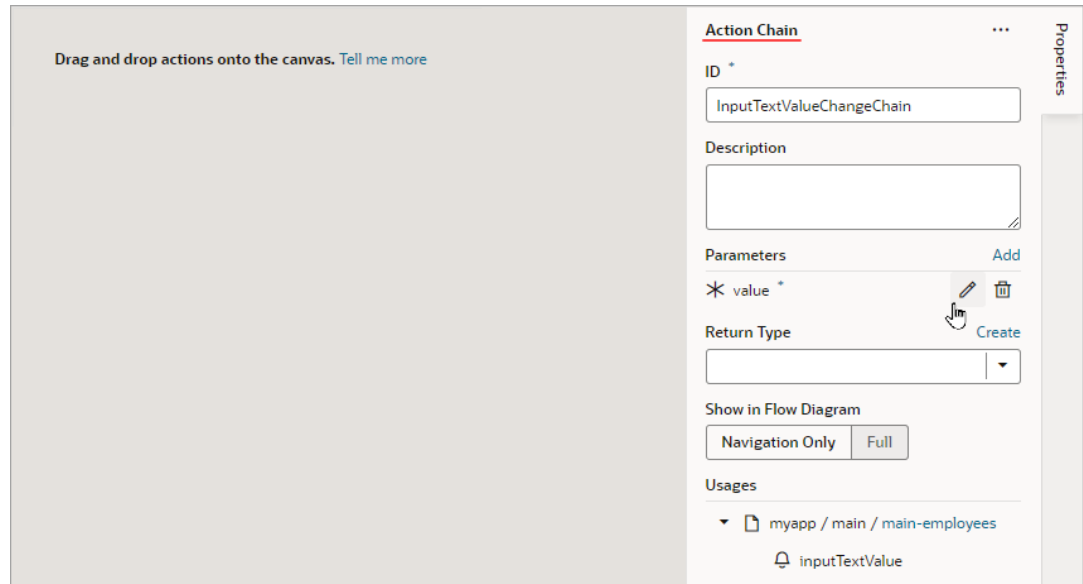 Drag and drop actions onto the canvas. Tell me more
Action Chain
ID *
InputTextValueChangeChain
Description
Parameters Add
value *
Return Type Create
Show in Flow Diagram
Navigation Only Full
Usages
myapp / main / main-employees
inputTextValue
Properties